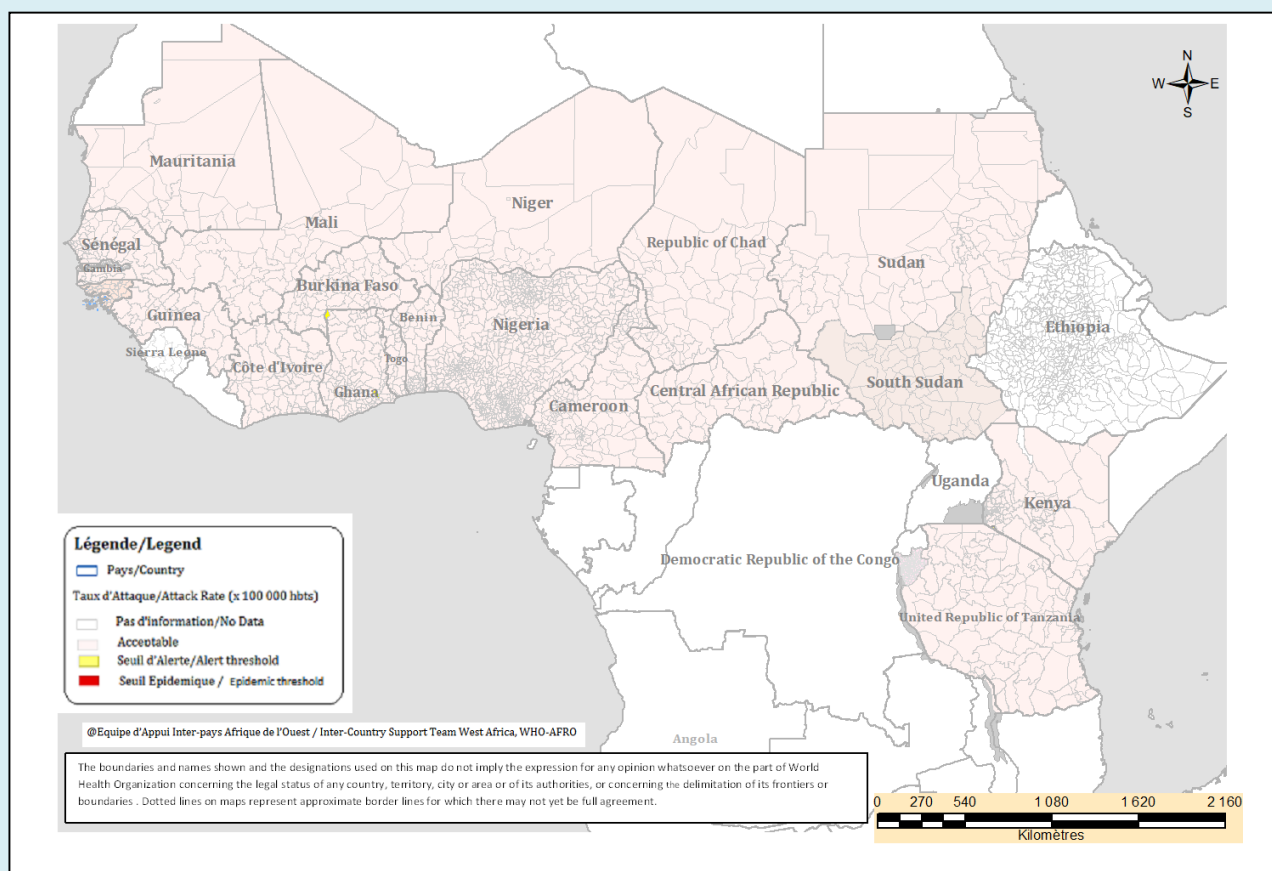 N
W E
S
Mauritania
Mali
Niger
Republic of Chad
Sudan
Sénégal
Gambia
Burkina Faso
Guinea
Benin
Nigeria
Ethiopia
Sierra Leone
Côte d'Ivoire
Togo
Ghana
Cameroon
Central African Republic
South Sudan
Uganda
Kenya
Democratic Republic of the Congo
United Republic of Tanzania
Angola
Légende/Legend
Pays/Country
Taux d'Attaque/Attack Rate (x 100 000 hbts)
Pas d'information/No Data
Acceptable
Seuil d'Alerte/Alert threshold
Seuil Epidemique / Epidemic threshold
@Equipe d'Appui Inter-pays Afrique de l'Ouest / Inter-Country Support Team West Africa, WHO-AFRO
The boundaries and names shown and the designations used on this map do not imply the expression for any opinion whatsoever on the part of World
Health Organization concerning the legal status of any country, territory, city or area or of its authorities, or concerning the delimitation of its frontiers or
boundaries . Dotted lines on maps represent approximate border lines for which there may not yet be full agreement.
0 270 540 1 080 1 620 2 160
Kilomètres